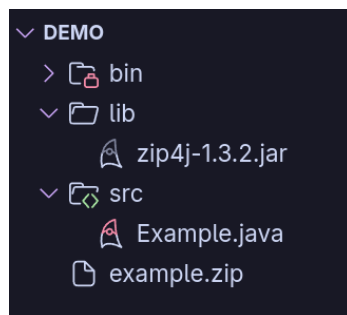 DEMO
bin
lib
zip4j-1.3.2.jar
src
Example.java
example.zip